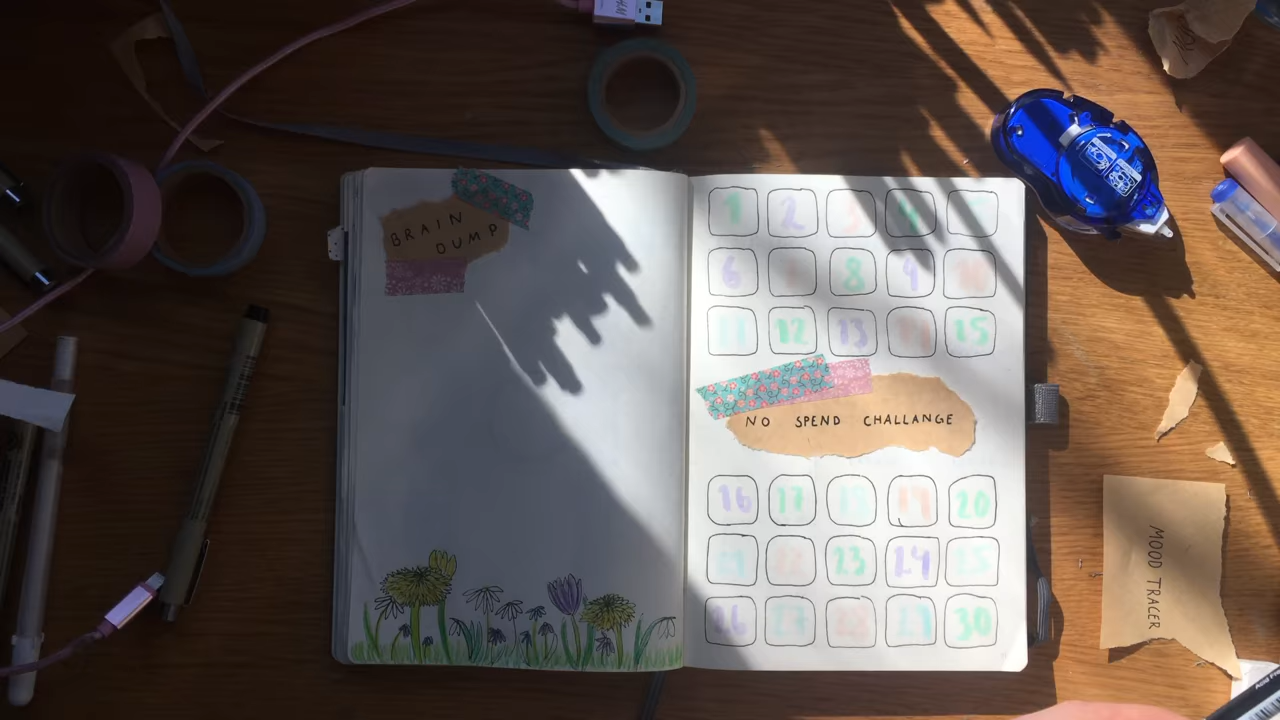 BRAIN
DUMP
1 2 3 4 5
6 7 8 9 10
11 12 13 14 15
NO SPEND CHALLANGE
16 17 18 19 20
21 22 23 24 25
26 27 28 29 30
MOOD TRACER